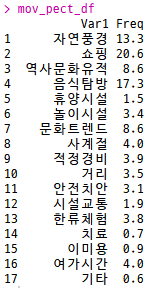 > mov_pect_df
Var1 Freq
1 자연풍경 13.3
2 쇼핑 20.6
3 역사문화유적 8.6
4 음식탐방 17.3
5 휴양시설 1.5
6 놀이시설 3.4
7 문화트렌드 8.6
8 사계절 4.0
9 적정경비 3.9
10 거리 3.5
11 안전치안 3.1
12 시설교통 1.9
13 한류체험 3.8
14 치료 0.7
15 이미용 0.9
16 여가시간 4.0
17 기타 0.6